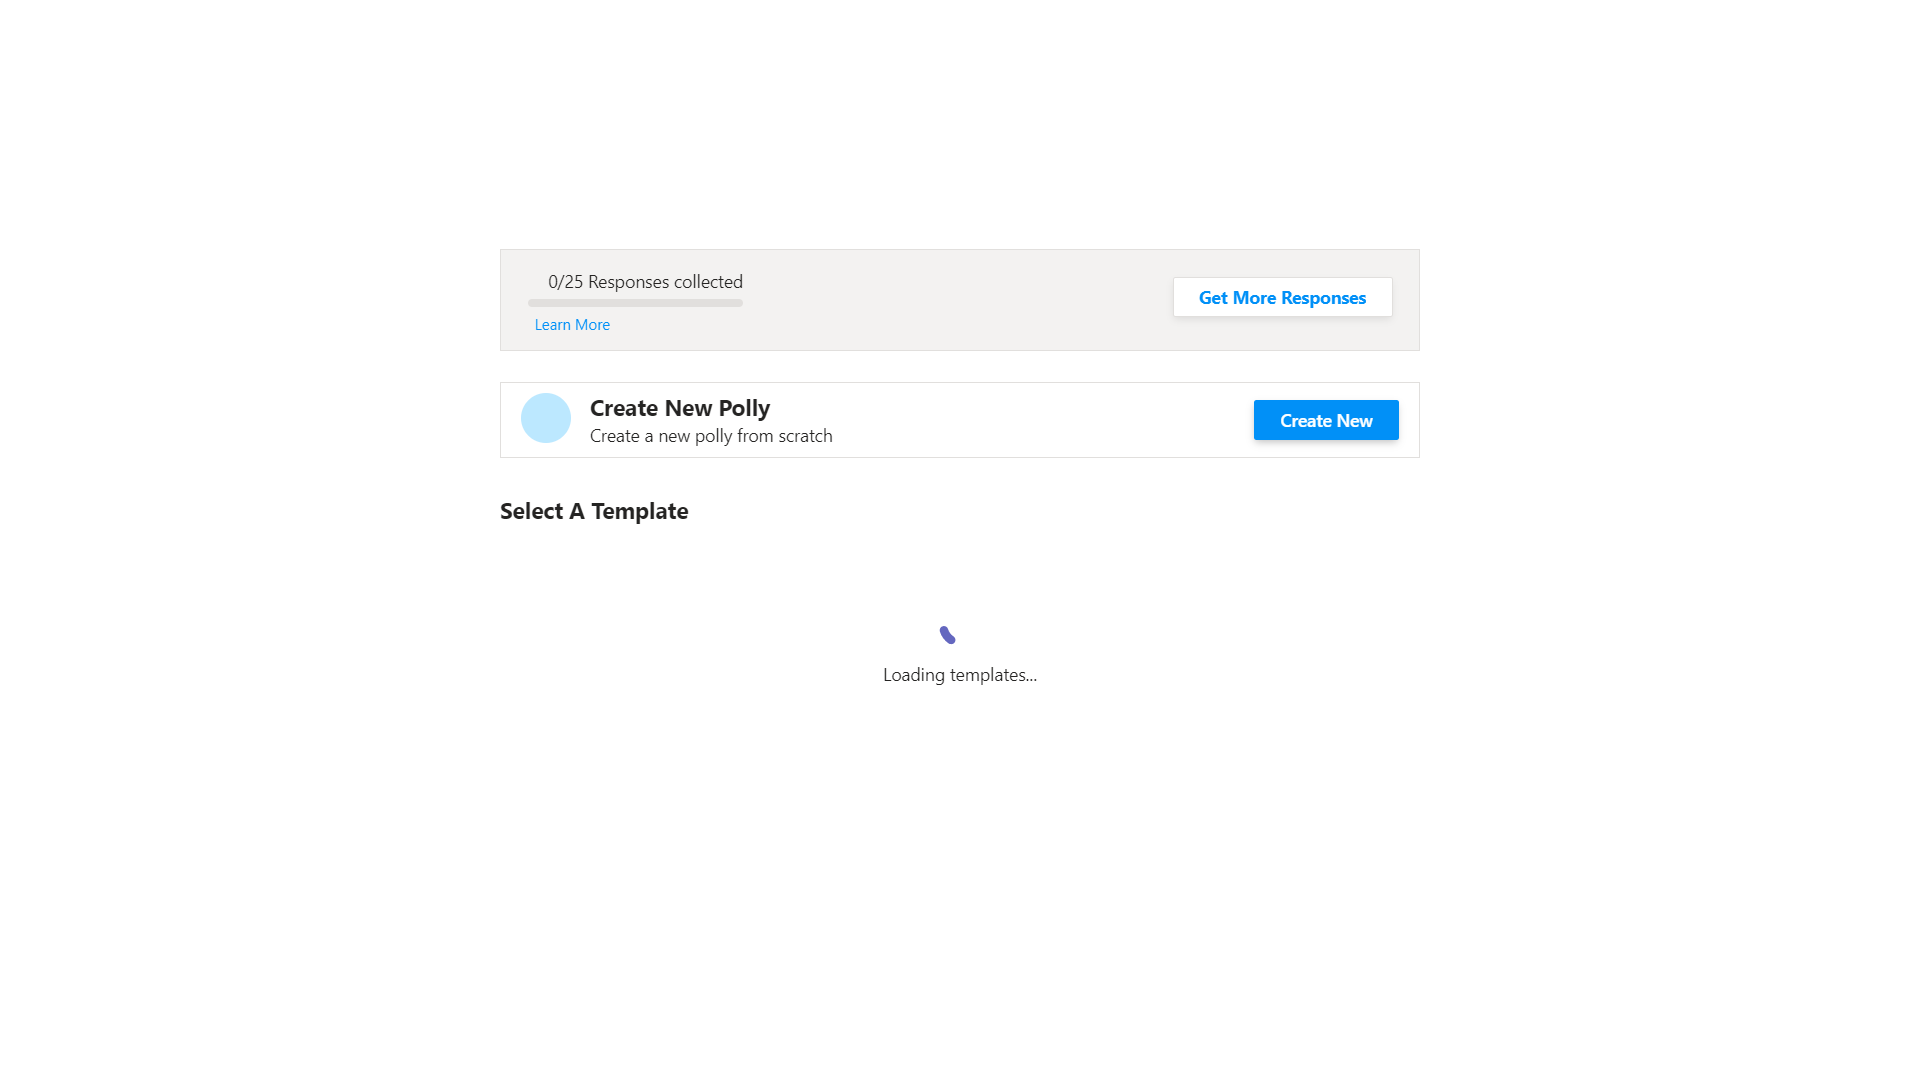 0/25 Responses collected
Get More Responses
Learn More
Create New Polly
Create a new polly from scratch
Create New
Select A Template
Loading templates...